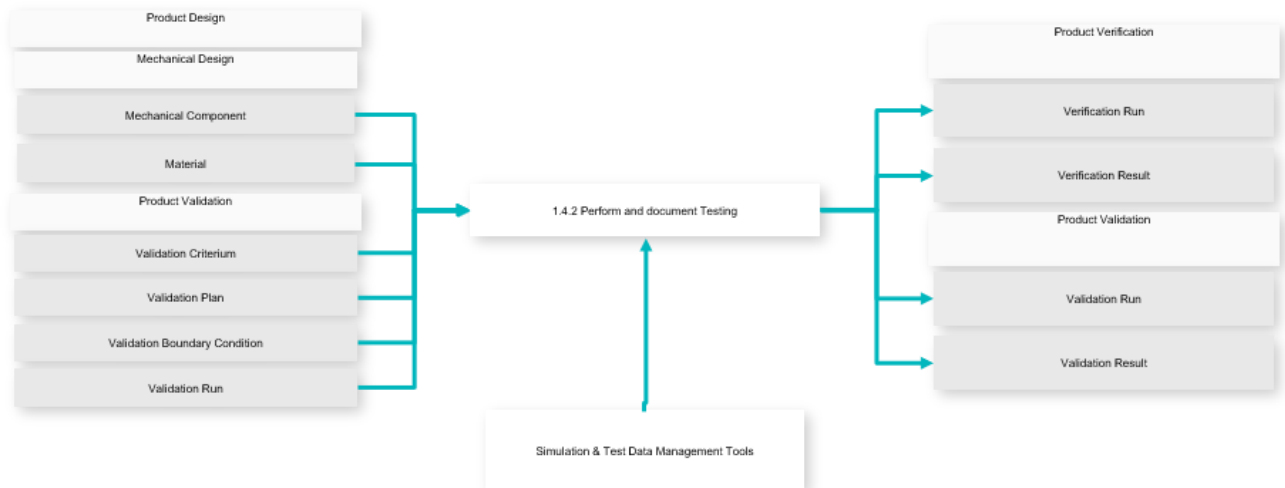 Product Design
Mechanical Design
Mechanical Component
Material
Product Validation
Validation Criterium
Validation Plan
Validation Boundary Condition
Validation Run
1.4.2 Perform and document Testing
Simulation & Test Data Management Tools
Product Verification
Verification Run
Verification Result
Product Validation
Validation Run
Validation Result